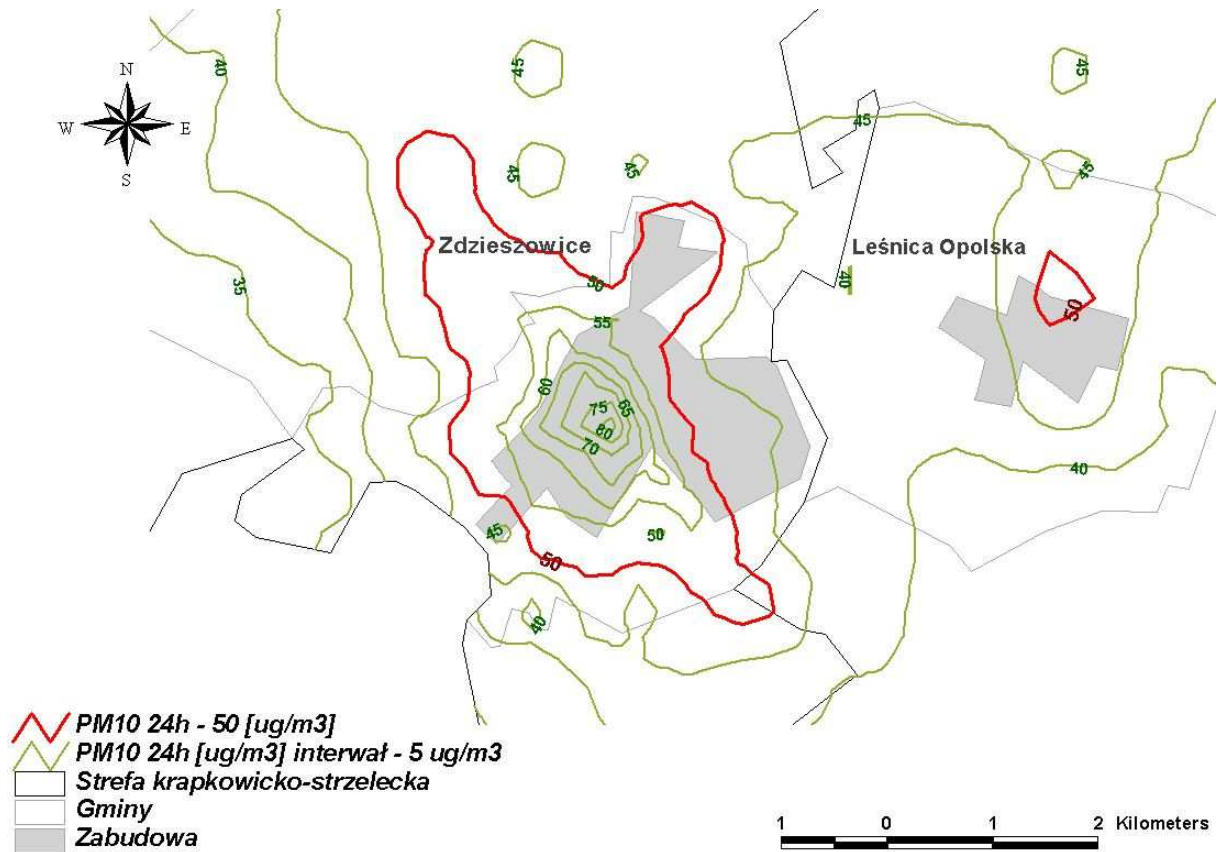 45
40
45
N
W E
S
45
45
45
45
Zdzieszowice
Leśnica Opolska
35
50
40
50
55
60
75
65
80
70
40
45
50
50
40
PM10 24h - 50 [ug/m3]
PM10 24h [ug/m3] interwał - 5 ug/m3
Strefa krapkowicko-strzelecka
Gminy
Zabudowa
1 0 1 2 Kilometers